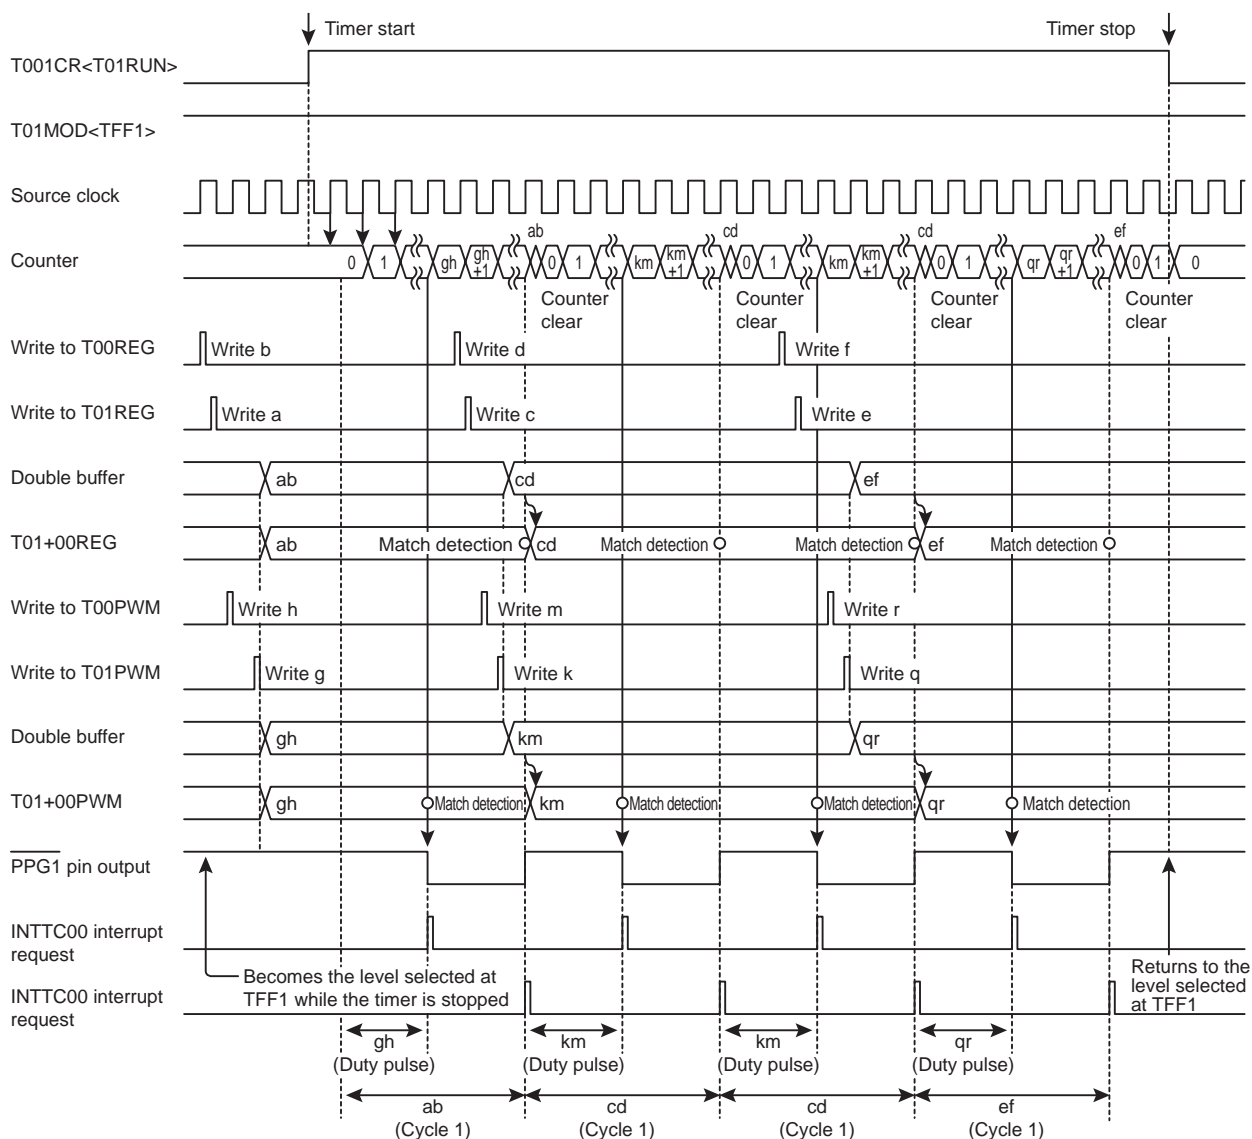 Timer start
Timer stop
T001CR<T01RUN>
T01MOD<TFF1>
Source clock
ab
cd
cd
ef
Counter
0
1
gh
gh
+1
0
1
km
km
+1
0
1
km
km
+1
0
1
qr
qr
+1
0
1
0
Counter
clear
Counter
clear
Counter
clear
Counter
clear
Write to T00REG
Write b
Write d
Write f
Write to T01REG
Write a
Write c
Write e
Double buffer
ab
cd
ef
T01+00REG
ab
Match detection
cd
Match detection
Match detection
ef
Match detection
Write to T00PWM
Write h
Write m
Write r
Write to T01PWM
Write g
Write k
Write q
Double buffer
gh
km
qr
T01+00PWM
gh
Match detection
km
Match detection
Match detection
qr
Match detection
PPG1 pin output
INTTC00 interrupt
request
Becomes the level selected at
TFF1 while the timer is stopped
Returns to the
level selected
at TFF1
INTTC00 interrupt
request
gh
(Duty pulse)
km
(Duty pulse)
km
(Duty pulse)
qr
(Duty pulse)
ab
(Cycle 1)
cd
(Cycle 1)
cd
(Cycle 1)
ef
(Cycle 1)